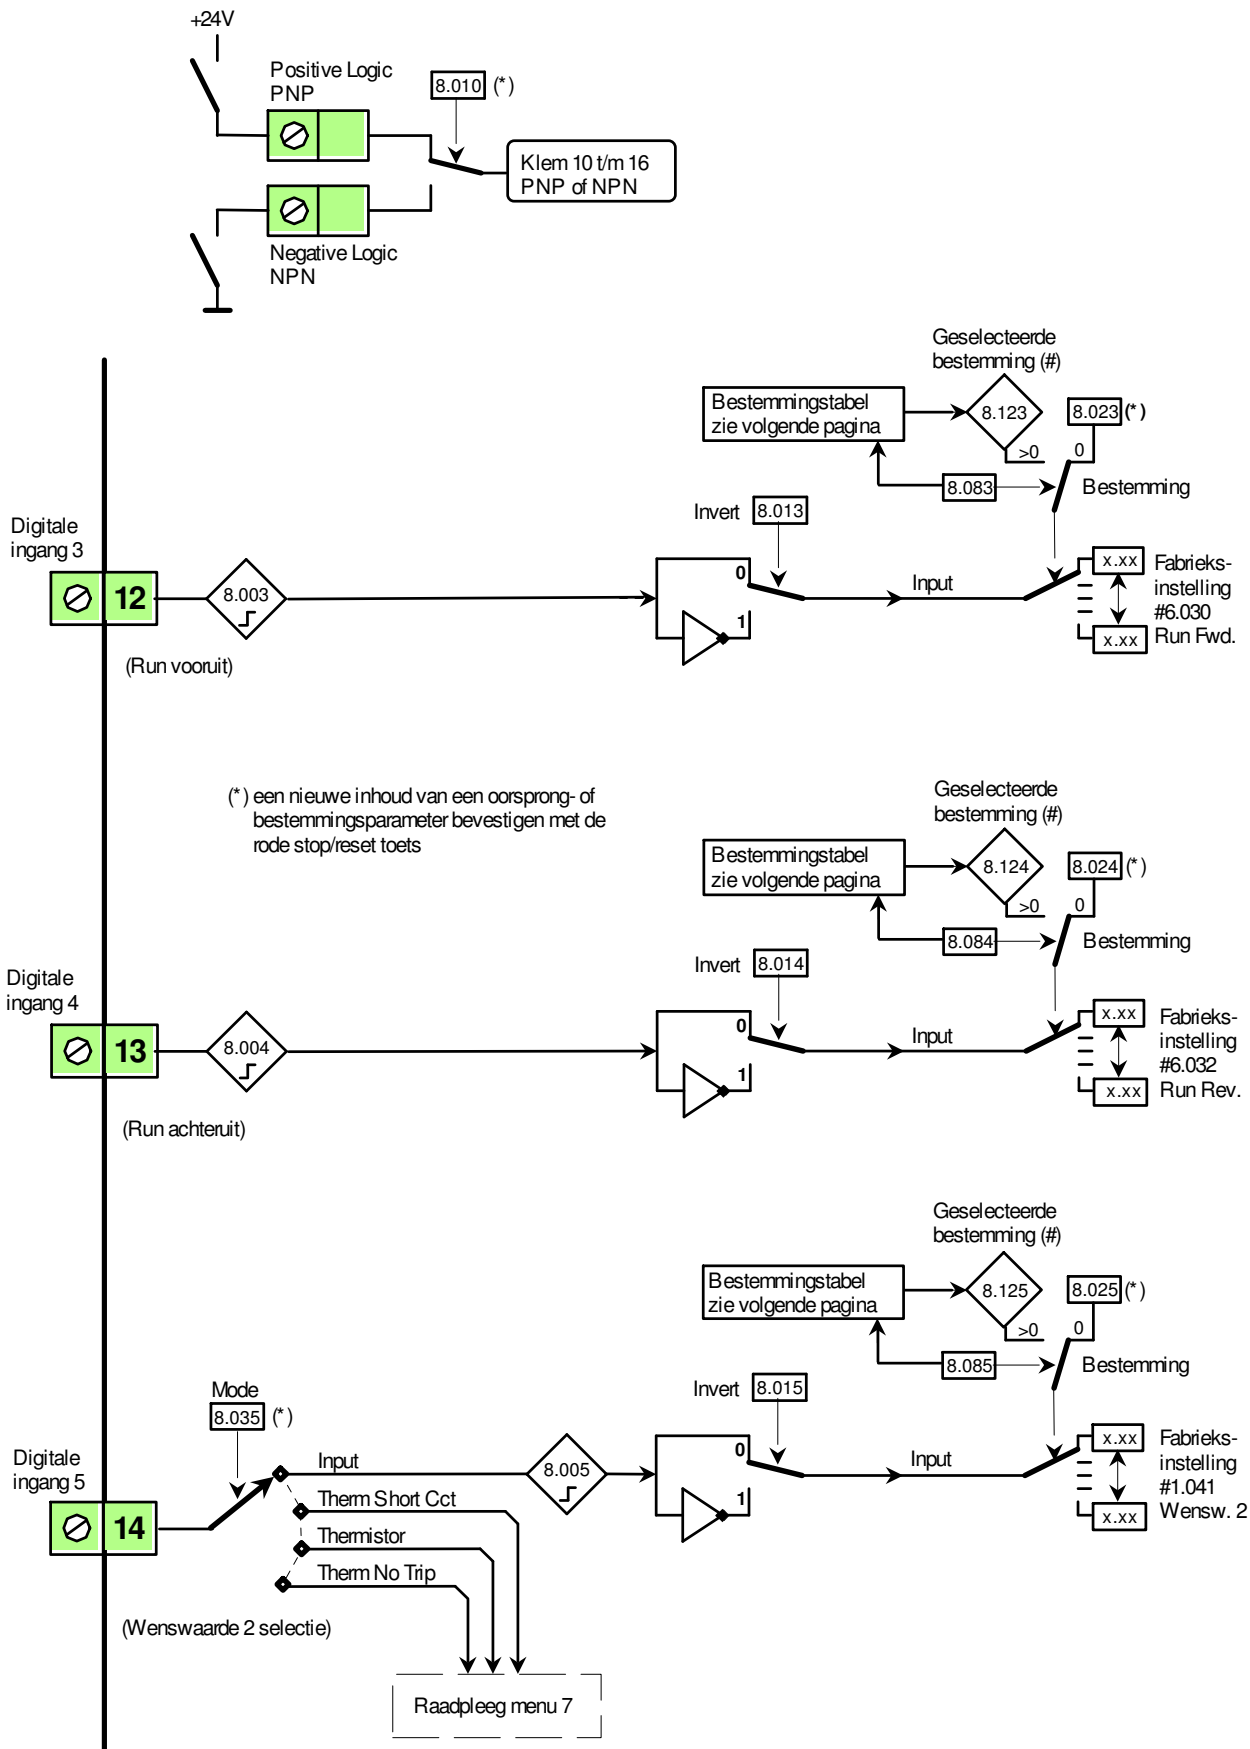 +24V
Positive Logic
PNP
8.010 (*)
Klem 10 t/m 16
PNP of NPN
Negative Logic
NPN
Geselecteerde
bestemming (#)
Bestemmingstabel
zie volgende pagina
8.123
8.023 (*)
>0
0
8.083
Bestemming
Invert 8.013
Digitale
ingang 3
12
8.003
0
1
Input
x.xx
x.xx
Fabrieks-
instelling
#6.030
Run Fwd.
(Run vooruit)
(*) een nieuwe inhoud van een oorsprong- of
bestemmingsparameter bevestigen met de
rode stop/reset toets
Geselecteerde
bestemming (#)
Bestemmingstabel
zie volgende pagina
8.124
8.024 (*)
>0
0
8.084
Bestemming
Invert 8.014
Digitale
ingang 4
13
8.004
0
1
Input
x.xx
x.xx
Fabrieks-
instelling
#6.032
Run Rev.
(Run achteruit)
Geselecteerde
bestemming (#)
Bestemmingstabel
zie volgende pagina
8.125
8.025 (*)
>0
0
8.085
Bestemming
Invert 8.015
Mode
8.035 (*)
Digitale
ingang 5
14
Input
Therm Short Cct
Thermistor
Therm No Trip
8.005
0
1
Input
x.xx
x.xx
Fabrieks-
instelling
#1.041
Wensw. 2
(Wenswaarde 2 selectie)
Raadpleeg menu 7